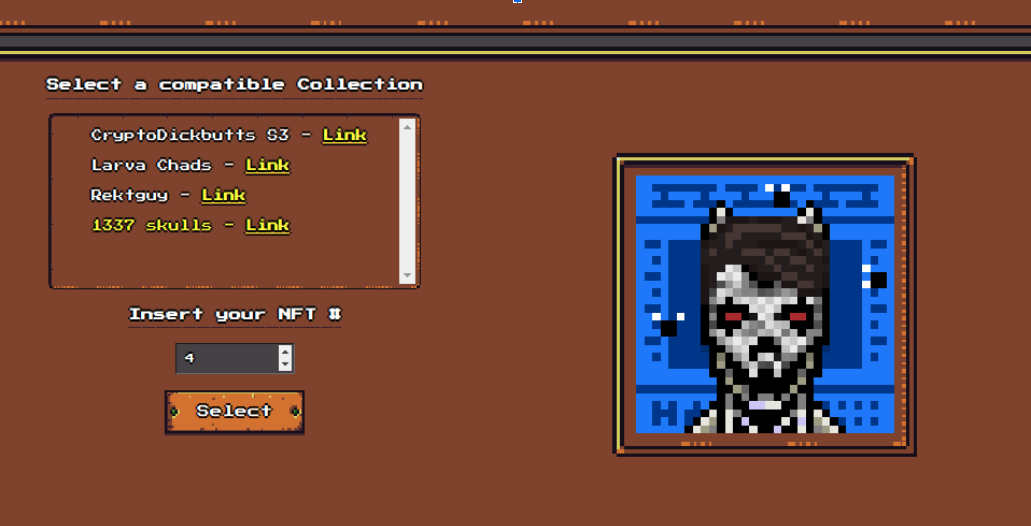 Select a compatible Collection
CryptoDickbutts S3 - Link
Larva Chads - Link
Rektguy - Link
1337 skulls - Link
Insert your NFT #
4
Select